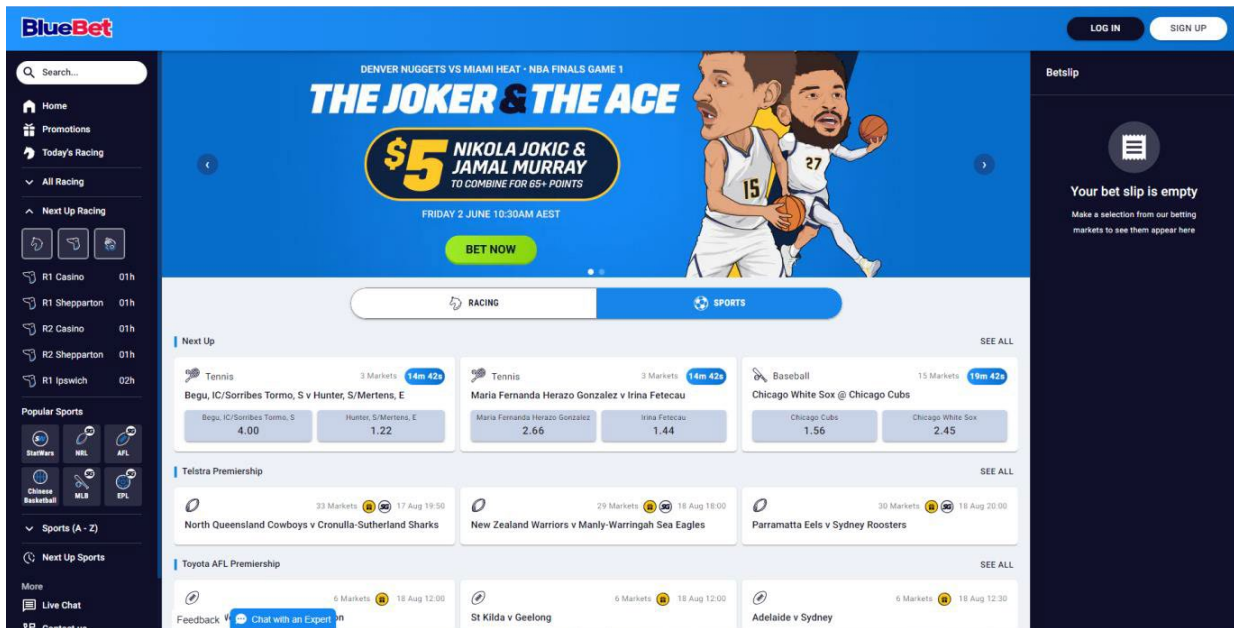 BlueBet
LOG IN
SIGN UP
Search...
Home
Promotions
Today's Racing
All Racing
Next Up Racing
R1 Casino 01h
R1 Shepparton 01h
R2 Casino 01h
R2 Shepparton 01h
R1 Ipswich 02h
Popular Sports
StatWars
NRL
AFL
Chinese
Basketball
MLB
EPL
Sports (A - Z)
Next Up Sports
More
Live Chat
DENVER NUGGETS VS MIAMI HEAT • NBA FINALS GAME 1
THE JOKER & THE ACE
$5
NIKOLA JOKIC &
JAMAL MURRAY
TO COMBINE FOR 65+ POINTS
FRIDAY 2 JUNE 10:30AM AEST
BET NOW
15
27
RACING
SPORTS
Next Up
SEE ALL
Tennis 3 Markets 14m 42s
Begu, IC/Sorribes Tormo, S v Hunter, S/Mertens, E
Begu, IC/Sorribes Tormo, S
4.00
Hunter, S/Mertens, E
1.22
Tennis 3 Markets 14m 42s
Maria Fernanda Herazo Gonzalez v Irina Fetecau
Maria Fernanda Herazo Gonzalez
2.66
Irina Fetecau
1.44
Baseball 15 Markets 19m 42s
Chicago White Sox @ Chicago Cubs
Chicago Cubs
1.56
Chicago White Sox
2.45
Telstra Premiership
SEE ALL
33 Markets SG 17 Aug 19:50
North Queensland Cowboys v Cronulla-Sutherland Sharks
29 Markets SG 18 Aug 18:00
New Zealand Warriors v Manly-Warringah Sea Eagles
30 Markets SG 18 Aug 20:00
Parramatta Eels v Sydney Roosters
Toyota AFL Premiership
SEE ALL
6 Markets 18 Aug 12:00
6 Markets 18 Aug 12:00
St Kilda v Geelong
6 Markets 18 Aug 12:30
Adelaide v Sydney
Feedback
Chat with an Expert
Betslip
Your bet slip is empty
Make a selection from our betting
markets to see them appear here